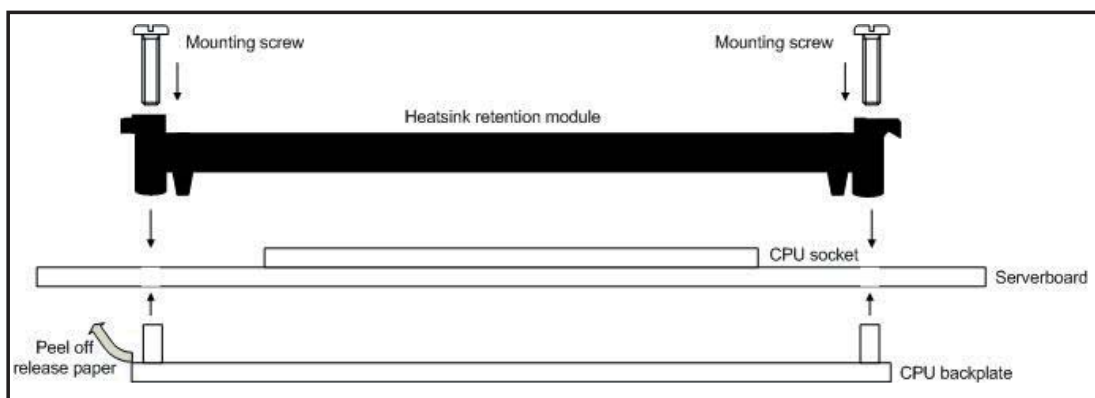 Mounting screw
Mounting screw
Heatsink retention module
CPU socket
Serverboard
Peel off
release paper
CPU backplate